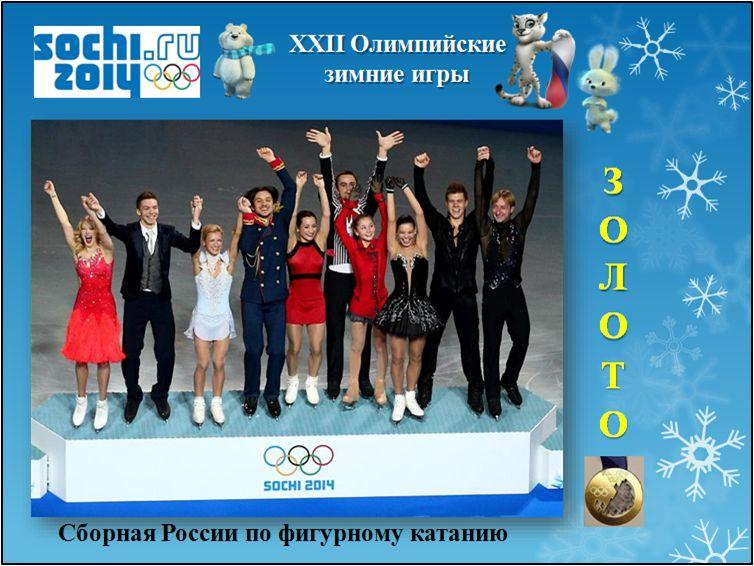 sochi.ru
2014
XXII Олимпийские
зимние игры
З
О
Л
О
Т
О
SOCHI 2014
Сборная России по фигурному катанию